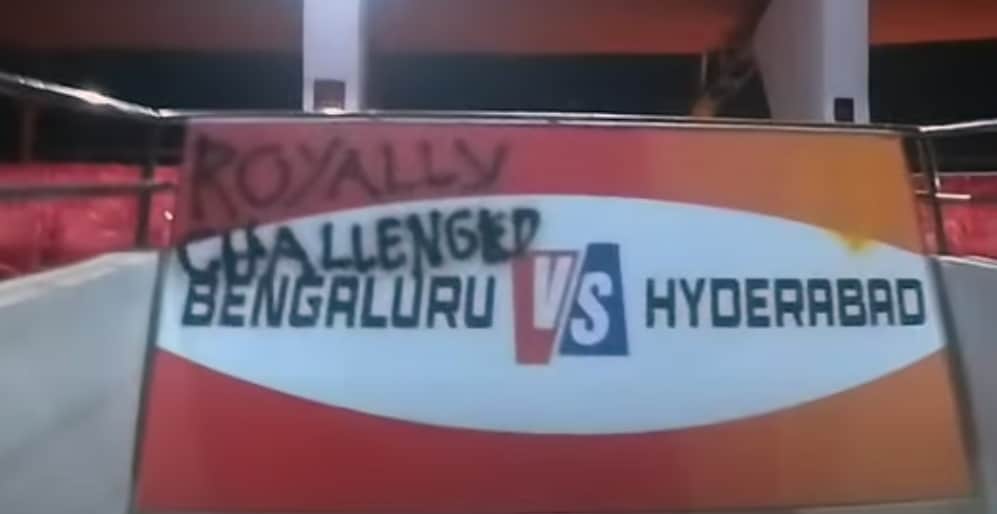 ROYALLY
CHALLENGED
BENGALURU VS HYDERABAD